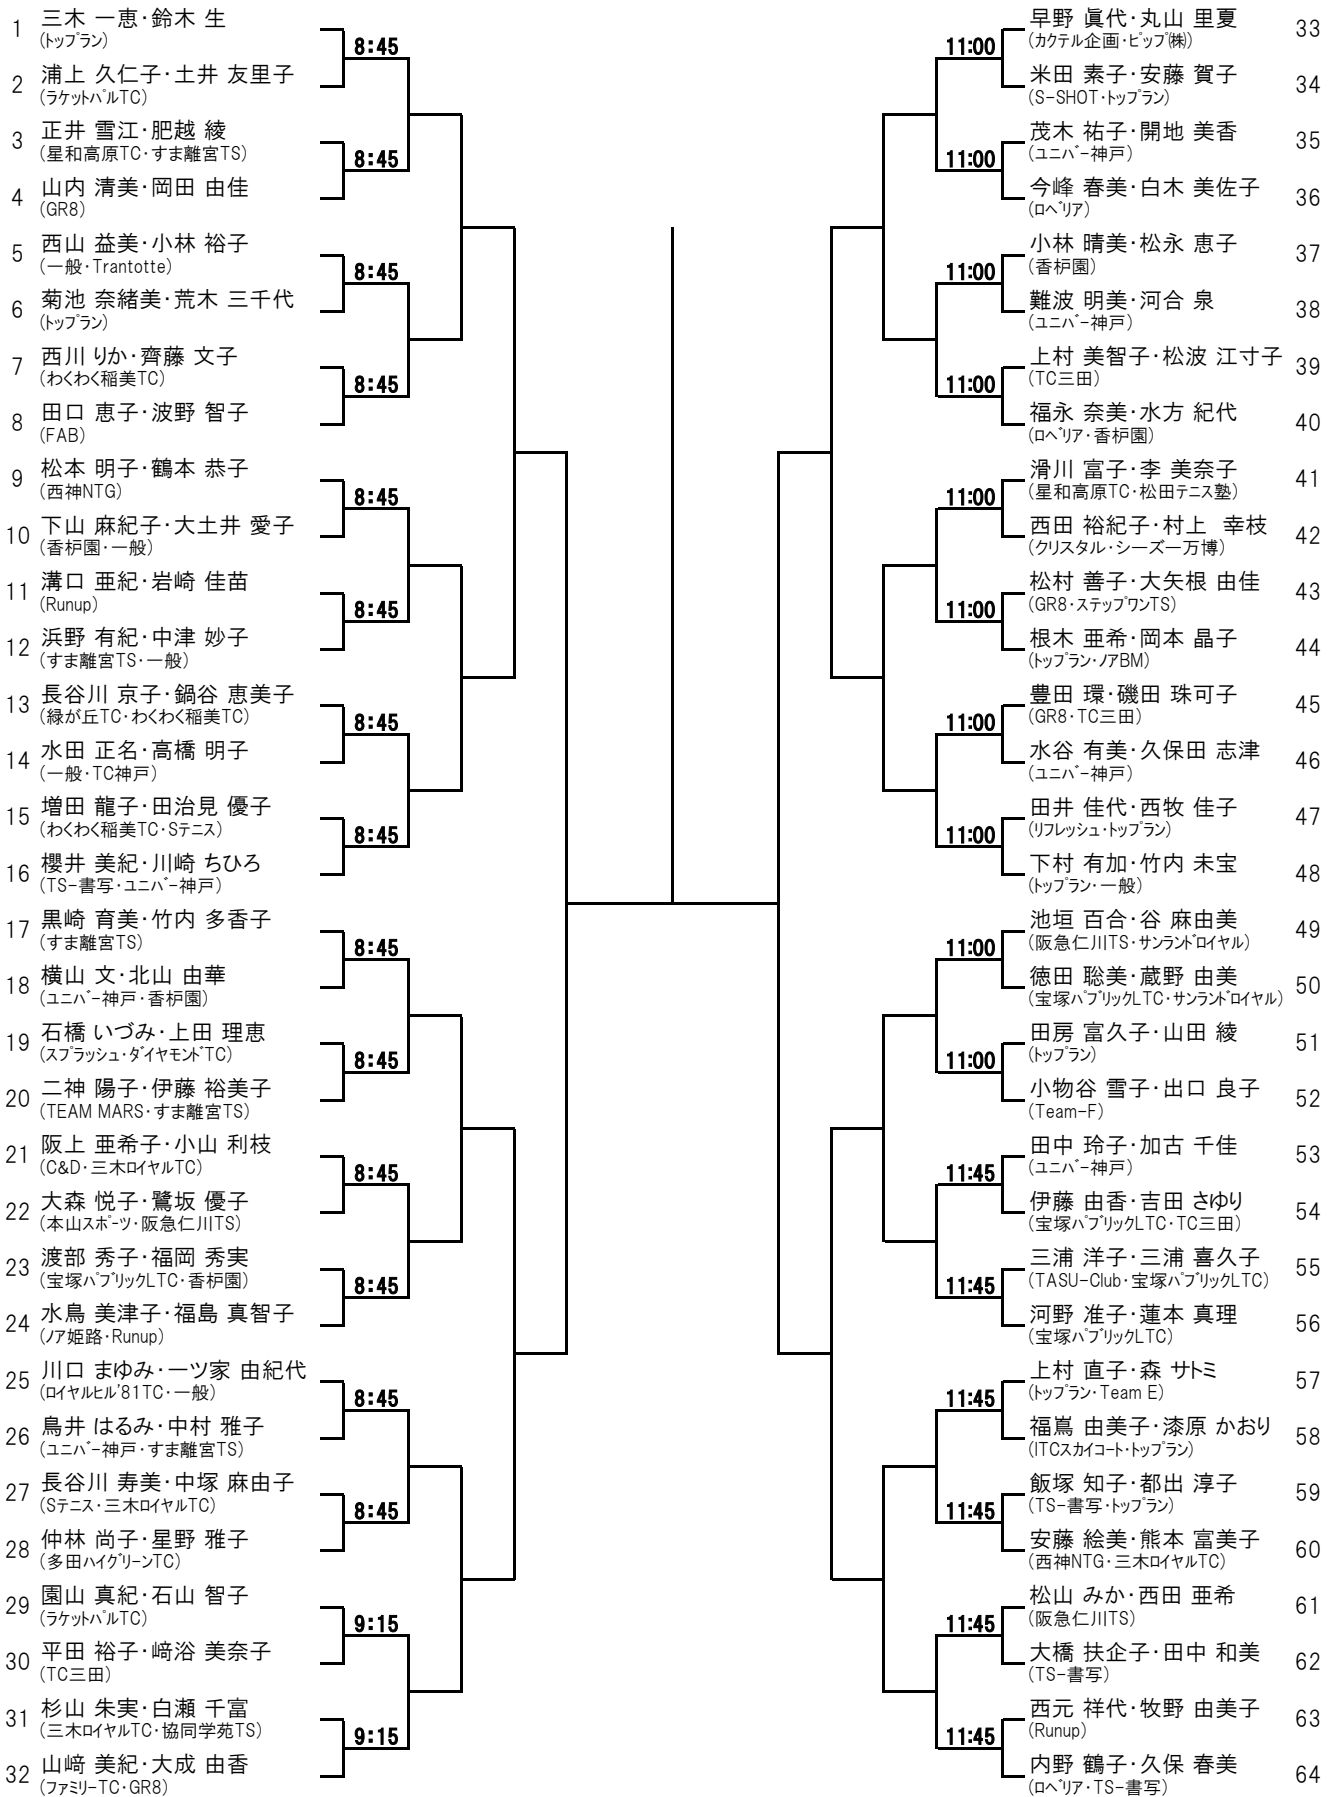 1 三木 一恵・鈴木 生
(トップラン)
8:45
2 浦上 久仁子・土井 友里子
(ラケットパルTC)
3 正井 雪江・肥越 綾
(星和高原TC・すま離宮TS)
8:45
4 山内 清美・岡田 由佳
(GR8)
5 西山 益美・小林 裕子
(一般・Trantotte)
8:45
6 菊池 奈緒美・荒木 三千代
(トップラン)
7 西川 りか・齊藤 文子
(わくわく稲美TC)
8:45
8 田口 恵子・波野 智子
(FAB)
9 松本 明子・鶴本 恭子
(西神NTG)
8:45
10 下山 麻紀子・大土井 愛子
(香枦園・一般)
11 溝口 亜紀・岩崎 佳苗
(Runup)
8:45
12 浜野 有紀・中津 妙子
(すま離宮TS・一般)
13 長谷川 京子・鍋谷 恵美子
(緑が丘TC・わくわく稲美TC)
8:45
14 水田 正名・高橋 明子
(一般・TC神戸)
15 増田 龍子・田治見 優子
(わくわく稲美TC・Sテニス)
8:45
16 櫻井 美紀・川崎 ちひろ
(TS-書写・ユニバー神戸)
17 黒崎 育美・竹内 多香子
(すま離宮TS)
8:45
18 横山 文・北山 由華
(ユニバー神戸・香枦園)
19 石橋 いづみ・上田 理恵
(スプラッシュ・ダイヤモンドTC)
8:45
20 二神 陽子・伊藤 裕美子
(TEAM MARS・すま離宮TS)
21 阪上 亜希子・小山 利枝
(C&D・三木ロイヤルTC)
8:45
22 大森 悦子・鷺坂 優子
(本山スポーツ・阪急仁川TS)
23 渡部 秀子・福岡 秀実
(宝塚パブリックLTC・香枦園)
8:45
24 水鳥 美津子・福島 真智子
(ノア姫路・Runup)
25 川口 まゆみ・一ツ家 由紀代
(ロイヤルヒル'81TC・一般)
8:45
26 鳥井 はるみ・中村 雅子
(ユニバー神戸・すま離宮TS)
27 長谷川 寿美・中塚 麻由子
(Sテニス・三木ロイヤルTC)
8:45
28 仲林 尚子・星野 雅子
(多田ハイグリーンTC)
29 園山 真紀・石山 智子
(ラケットパルTC)
9:15
30 平田 裕子・﨑浴 美奈子
(TC三田)
31 杉山 朱実・白瀬 千富
(三木ロイヤルTC・協同学苑TS)
9:15
32 山﨑 美紀・大成 由香
(ファミリーTC・GR8)
早野 眞代・丸山 里夏 33
(カクテル企画・ピップ㈱)
11:00
米田 素子・安藤 賀子 34
(S-SHOT・トップラン)
茂木 祐子・開地 美香 35
(ユニバー神戸)
11:00
今峰 春美・白木 美佐子 36
(ロベリア)
小林 晴美・松永 恵子 37
(香枦園)
11:00
難波 明美・河合 泉 38
(ユニバー神戸)
上村 美智子・松波 江寸子 39
(TC三田)
11:00
福永 奈美・水方 紀代 40
(ロベリア・香枦園)
滑川 富子・李 美奈子 41
(星和高原TC・松田テニス塾)
11:00
西田 裕紀子・村上 幸枝 42
(クリスタル・シーズー万博)
松村 善子・大矢根 由佳 43
(GR8・ステップワンTS)
11:00
根木 亜希・岡本 晶子 44
(トップラン・ノアBM)
豊田 環・磯田 珠可子 45
(GR8・TC三田)
11:00
水谷 有美・久保田 志津 46
(ユニバー神戸)
田井 佳代・西牧 佳子 47
(リフレッシュ・トップラン)
11:00
下村 有加・竹内 未宝 48
(トップラン・一般)
池垣 百合・谷 麻由美 49
(阪急仁川TS・サンランドロイヤル)
11:00
徳田 聡美・蔵野 由美 50
(宝塚パブリックLTC・サンランドロイヤル)
田房 富久子・山田 綾 51
(トップラン)
11:00
小物谷 雪子・出口 良子 52
(Team-F)
田中 玲子・加古 千佳 53
(ユニバー神戸)
11:45
伊藤 由香・吉田 さゆり 54
(宝塚パブリックLTC・TC三田)
三浦 洋子・三浦 喜久子 55
(TASU-Club・宝塚パブリックLTC)
11:45
河野 准子・蓮本 真理 56
(宝塚パブリックLTC)
上村 直子・森 サトミ 57
(トップラン・Team E)
11:45
福嶌 由美子・漆原 かおり 58
(ITCスカイコート・トップラン)
飯塚 知子・都出 淳子 59
(TS-書写・トップラン)
11:45
安藤 絵美・熊本 富美子 60
(西神NTG・三木ロイヤルTC)
松山 みか・西田 亜希 61
(阪急仁川TS)
11:45
大橋 扶企子・田中 和美 62
(TS-書写)
西元 祥代・牧野 由美子 63
(Runup)
11:45
内野 鶴子・久保 春美 64
(ロベリア・TS-書写)